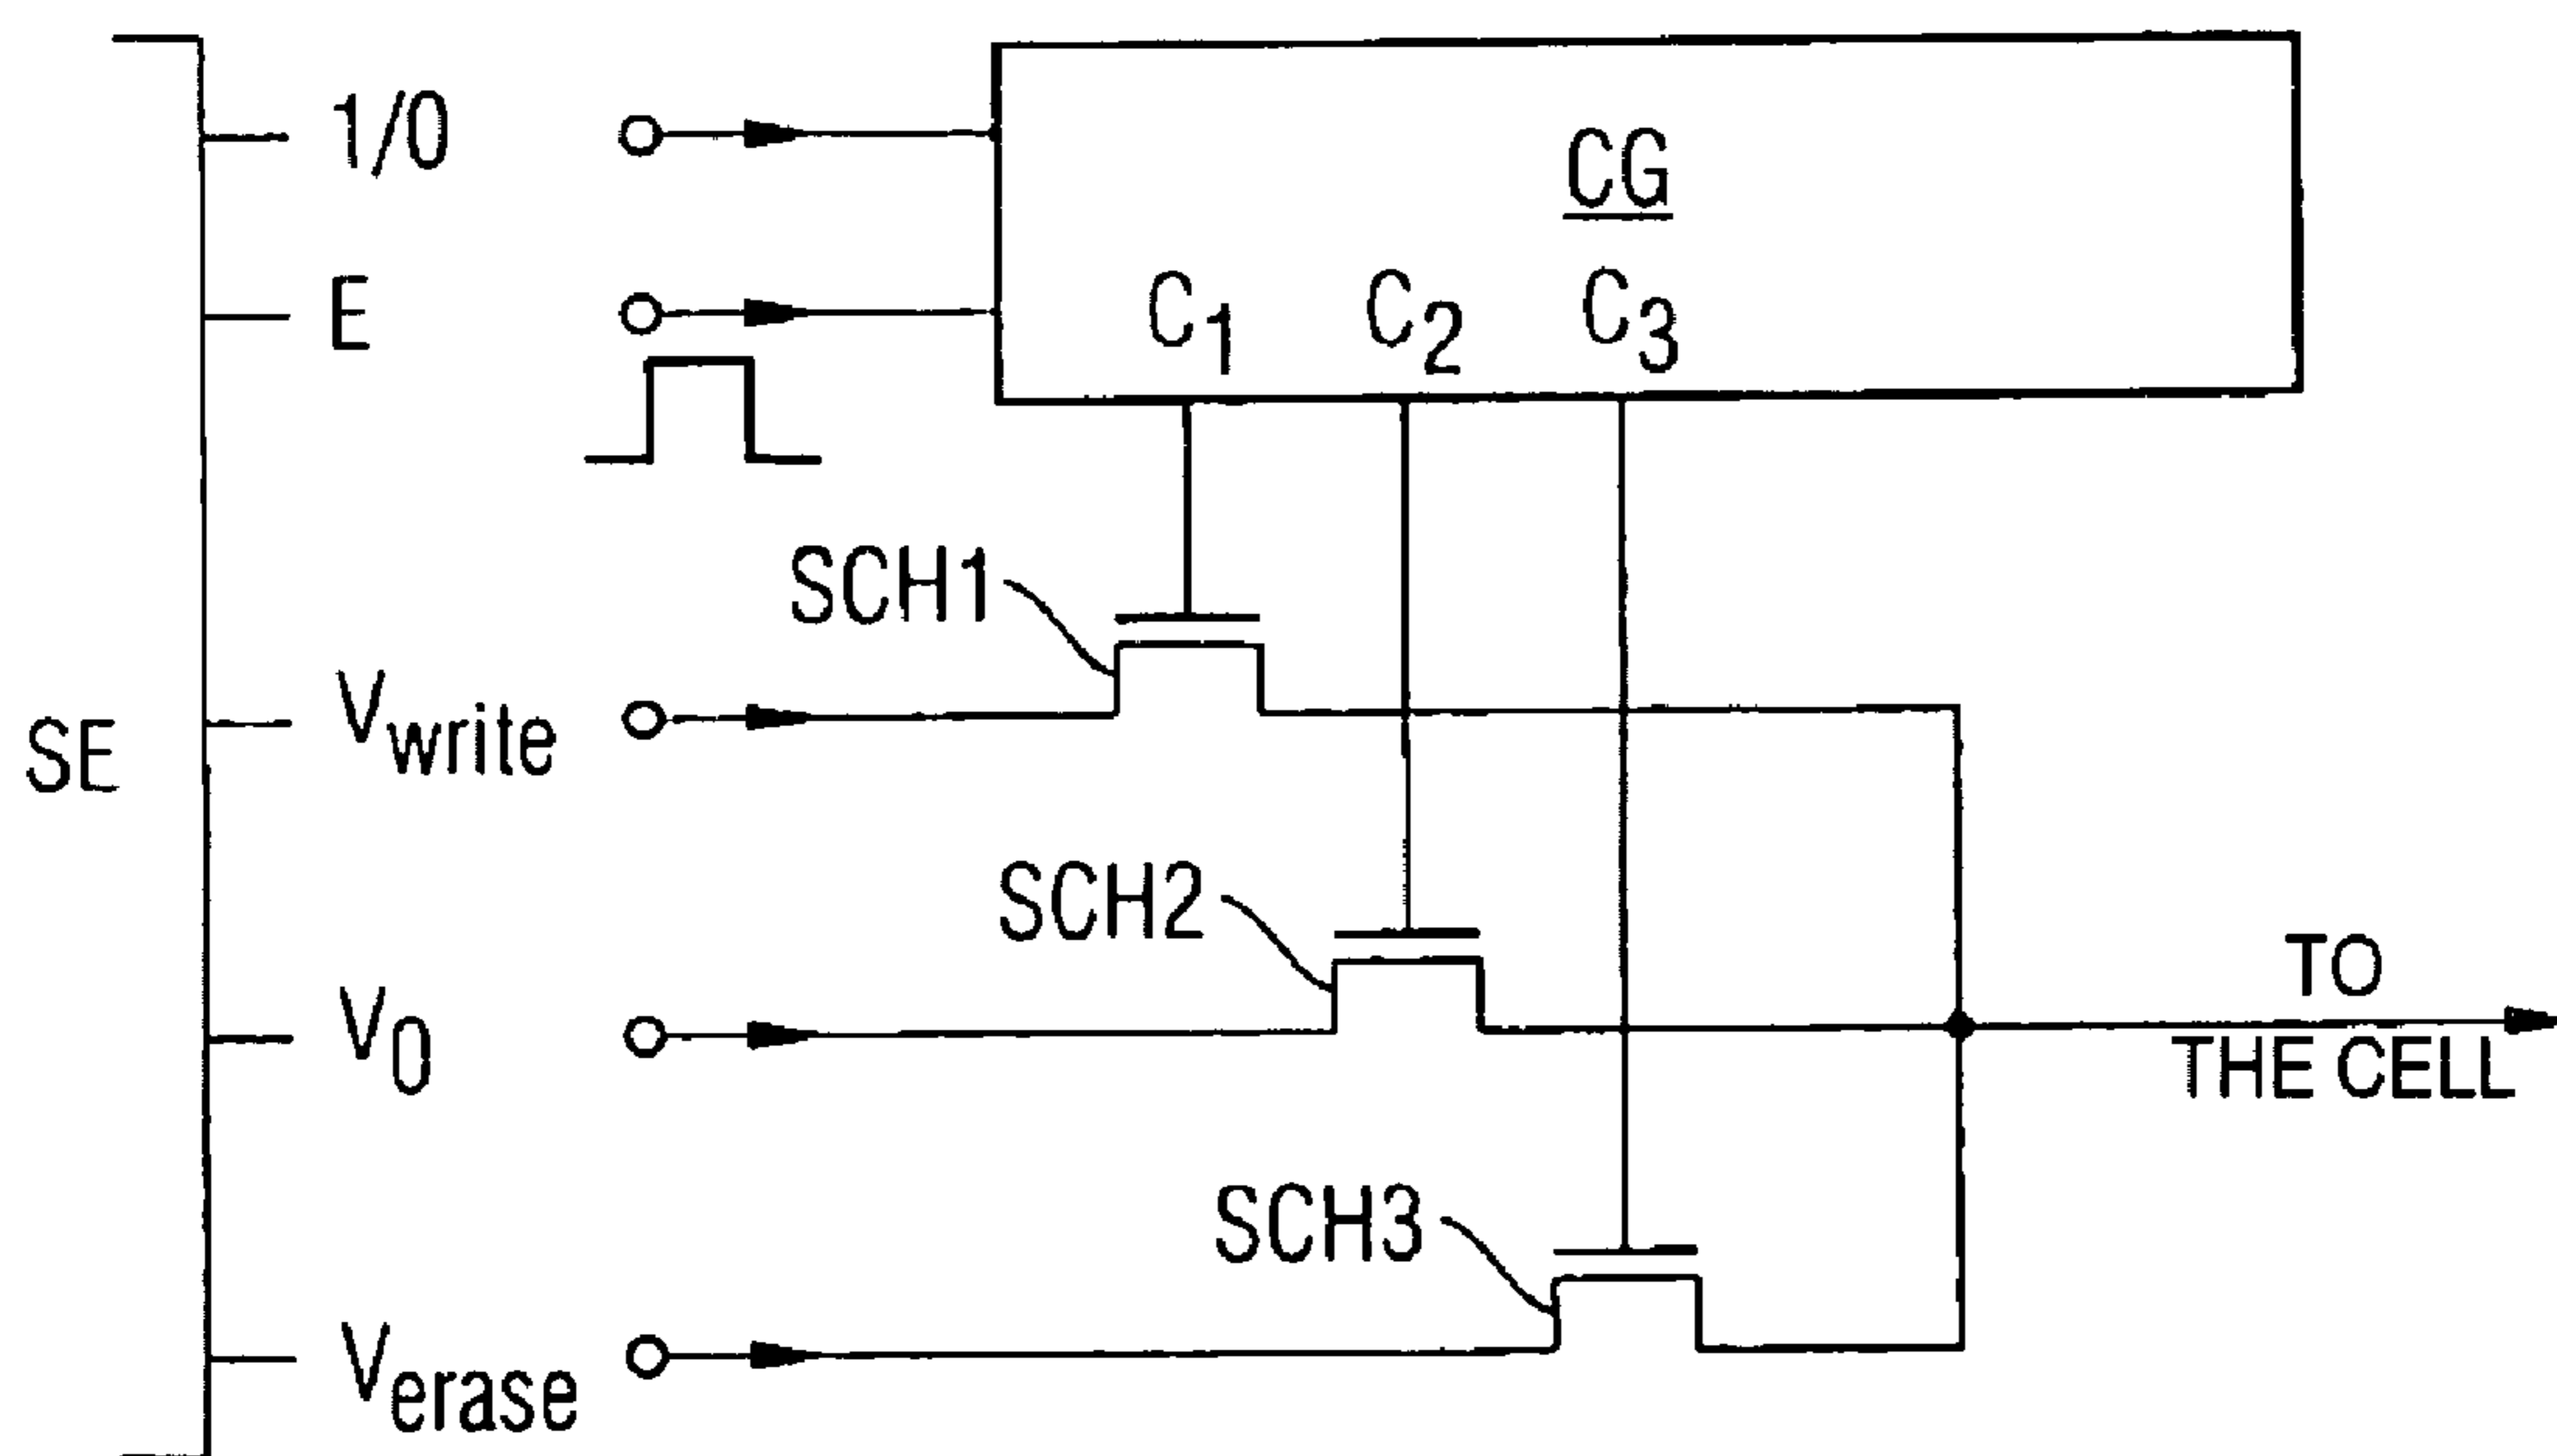 1/0
CG
E
C1
C2
C3
SCH1
Vwrite
SE
SCH2
V0
TO
THE CELL
SCH3
Verase